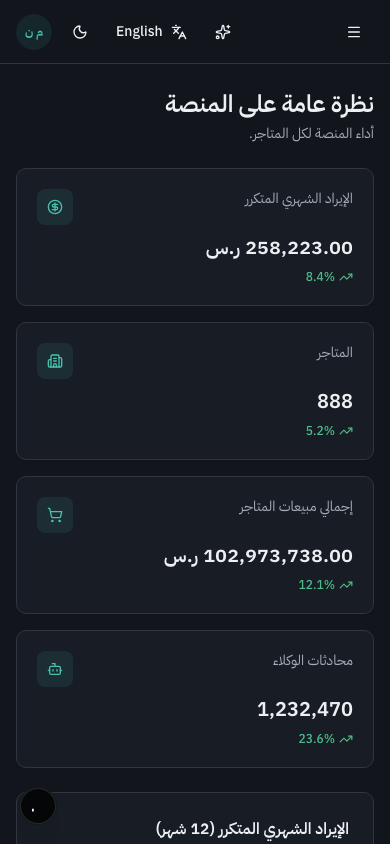 م ن
English
نظرة عامة على المنصة
أداء المنصة لكل المتاجر.
الإيراد الشهري المتكرر
258,223.00 ر.س
8.4%
المتاجر
888
5.2%
إجمالي مبيعات المتاجر
102,973,738.00 ر.س
12.1%
محادثات الوكلاء
1,232,470
23.6%
الإيراد الشهري المتكرر (12 شهر)